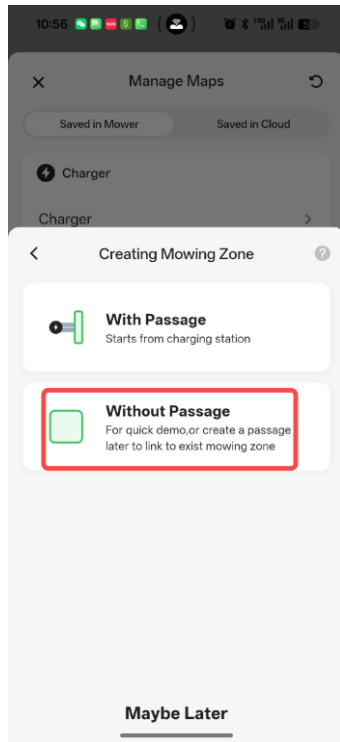 10:56
Manage Maps
Saved in Mower
Saved in Cloud
Charger
Charger
Creating Mowing Zone
With Passage
Starts from charging station
Without Passage
For quick demo,or create a passage
later to link to exist mowing zone
Maybe Later